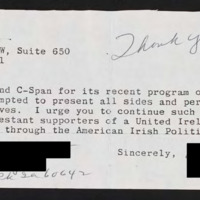 W, Suite 650
Thank Y
nd C-Span for its recent program o
mpted to present all sides and per
ves. I urge you to continue such
estant supporters of a United Irel
through the American Irish Politi
Sincerely,
60642